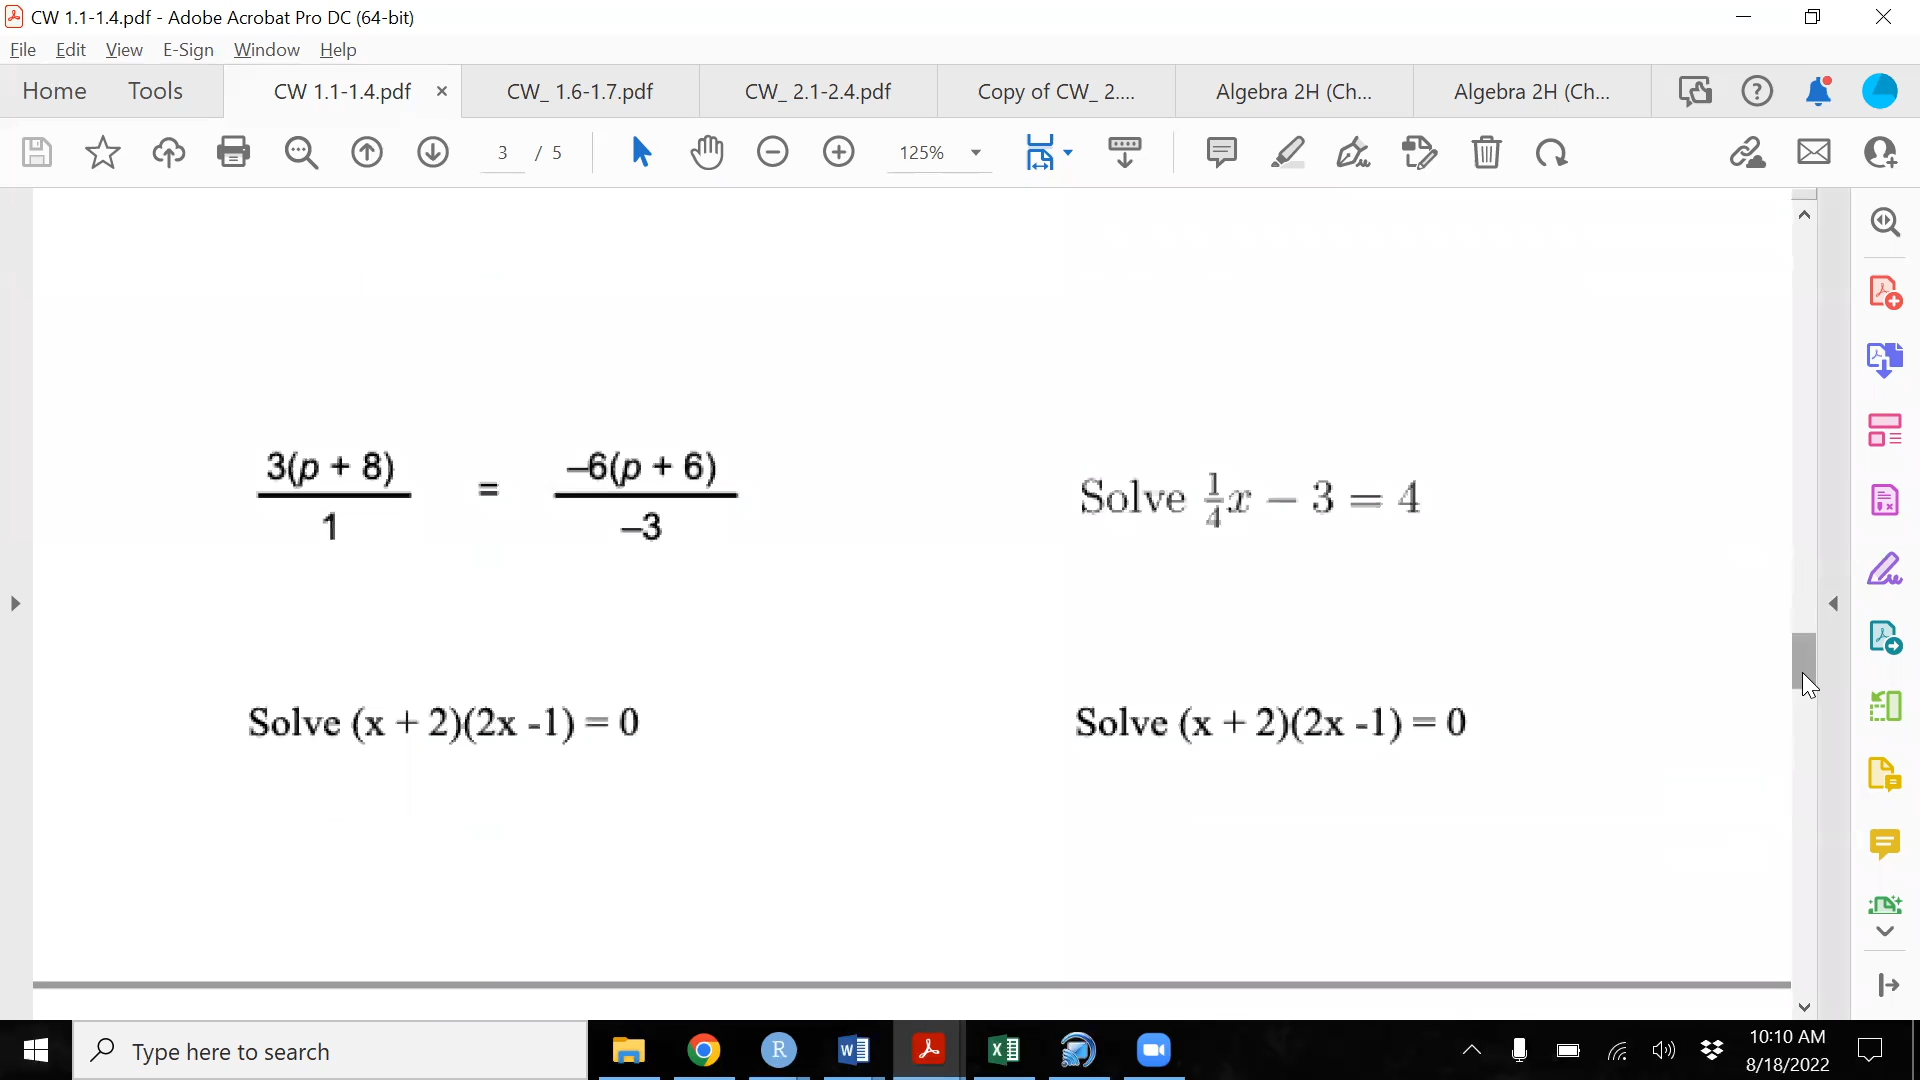 CW 1.1-1.4.pdf - Adobe Acrobat Pro DC (64-bit)
File Edit View E-Sign Window Help
Home Tools CW 1.1-1.4.pdf × CW_ 1.6-1.7.pdf CW_ 2.1-2.4.pdf Copy of CW_ 2.... Algebra 2H (Ch... Algebra 2H (Ch...
3 / 5 125%
3(p + 8)
1
=
–6(p + 6)
–3
Solve 1/4 x − 3 = 4
Solve (x + 2)(2x -1) = 0
Solve (x + 2)(2x -1) = 0
Type here to search
10:10 AM
8/18/2022